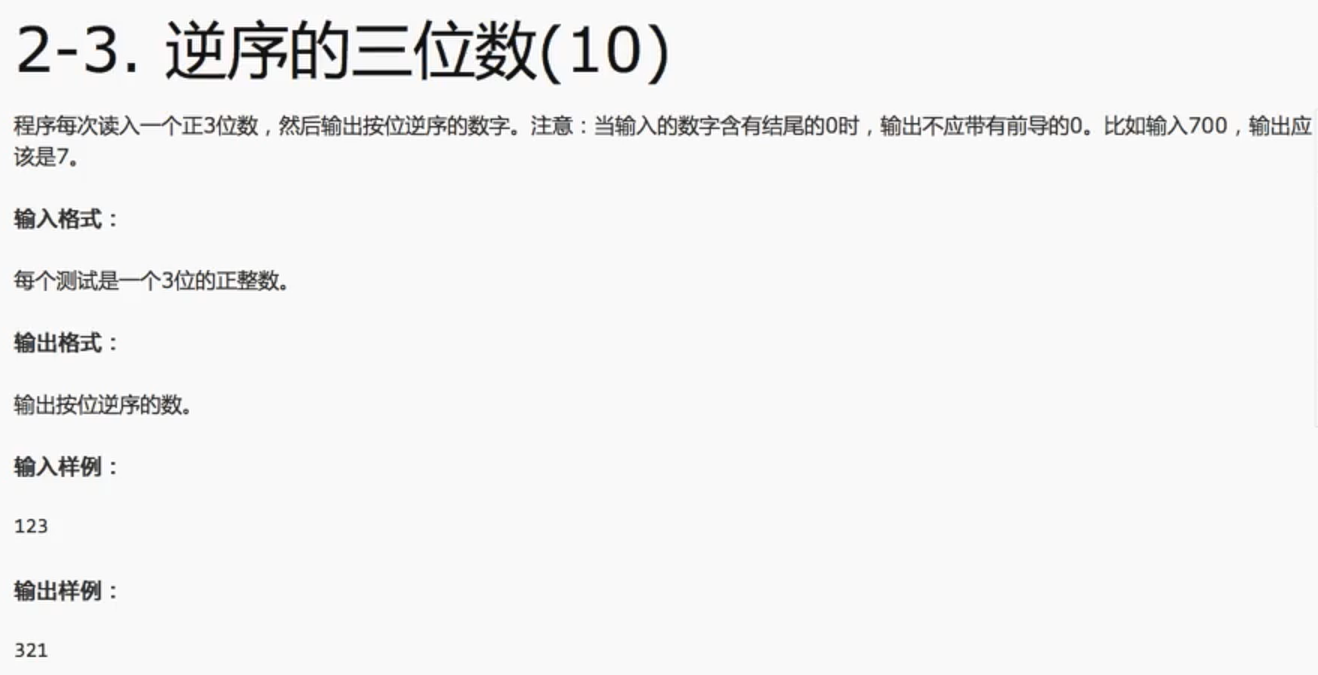 2-3. 逆序的三位数(10)
程序每次读入一个正3位数，然后输出按位逆序的数字。注意：当输入的数字含有结尾的0时，输出不应带有前导的0。比如输入700，输出应
该是7。
输入格式：
每个测试是一个3位的正整数。
输出格式：
输出按位逆序的数。
输入样例：
123
输出样例：
321